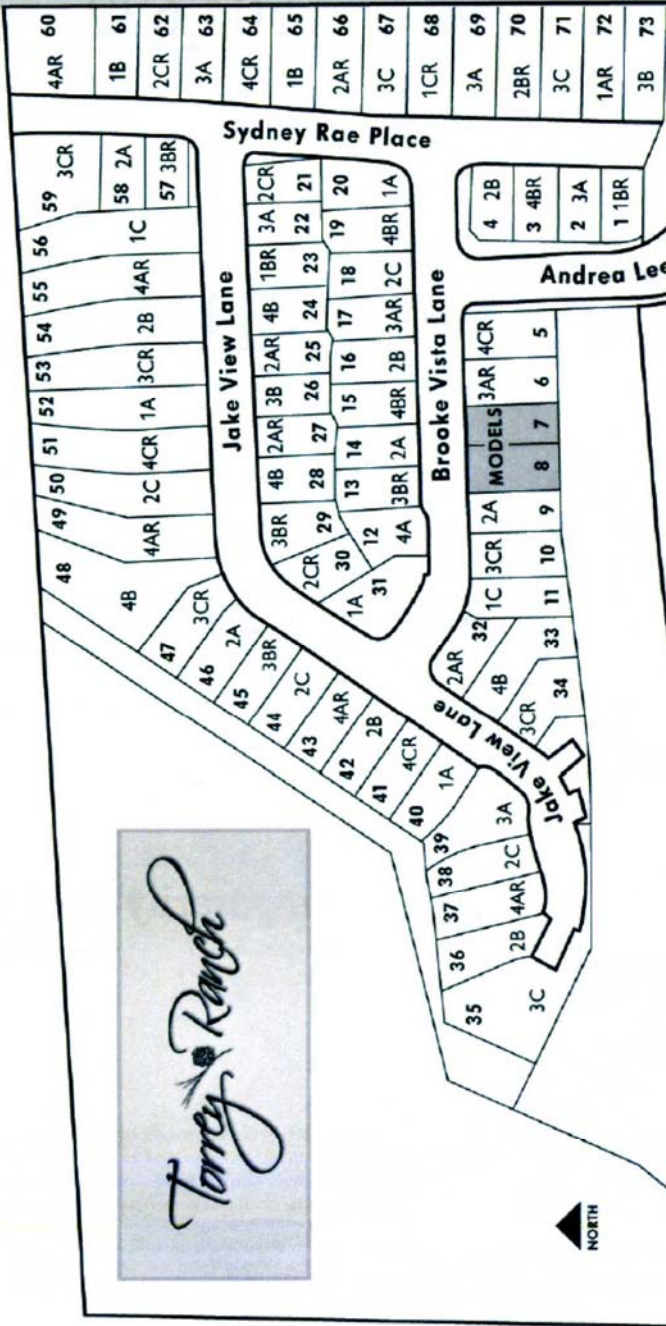 Torrey Ranch
NORTH
60 4AR
61 1B
62 2CR
63 3A
64 4CR
65 1B
66 2AR
67 3C
68 1CR
69 3A
70 2BR
71 3C
72 1AR
73 3B
Sydney Rae Place
59 3CR
58 2A
57 3BR
56 1C
55 4AR
54 2B
53 3CR
52 1A
51 4CR
50 2C
49 4AR
48 4B
47 3CR
46 2A
45 3BR
44 2C
43 4AR
42 2B
41 4CR
40 1A
39 3A
38 2C
37 4AR
36 2B
35 3C
Jake View Lane
2CR 21
3A 22
1BR 23
4B 24
2AR 25
3B 26
2AR 27
4B 28
3BR 29
2CR 30
1A 31
20 1A
19 4BR
18 2C
17 3AR
16 2B
15 4BR
14 2A
13 3BR
12 4A
Brooke Vista Lane
4 2B
3 4BR
2 3A
1 1BR
Andrea Lee
4CR 5
3AR 6
MODELS
7
8
2A 9
3CR 10
1C 11
32 2AR
4B 33
3CR 34
Jake View Lane